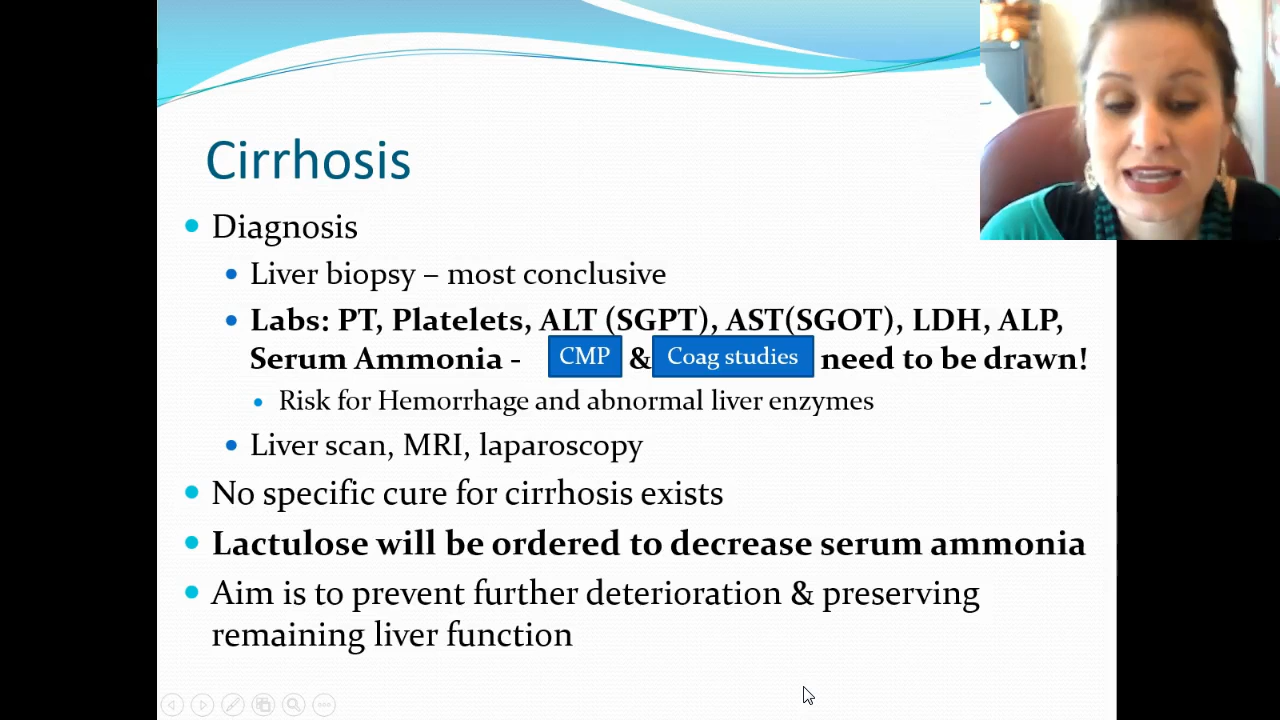 Cirrhosis
Diagnosis
Liver biopsy – most conclusive
Labs: PT, Platelets, ALT (SGPT), AST(SGOT), LDH, ALP,
Serum Ammonia - CMP & Coag studies need to be drawn!
Risk for Hemorrhage and abnormal liver enzymes
Liver scan, MRI, laparoscopy
No specific cure for cirrhosis exists
Lactulose will be ordered to decrease serum ammonia
Aim is to prevent further deterioration & preserving
remaining liver function